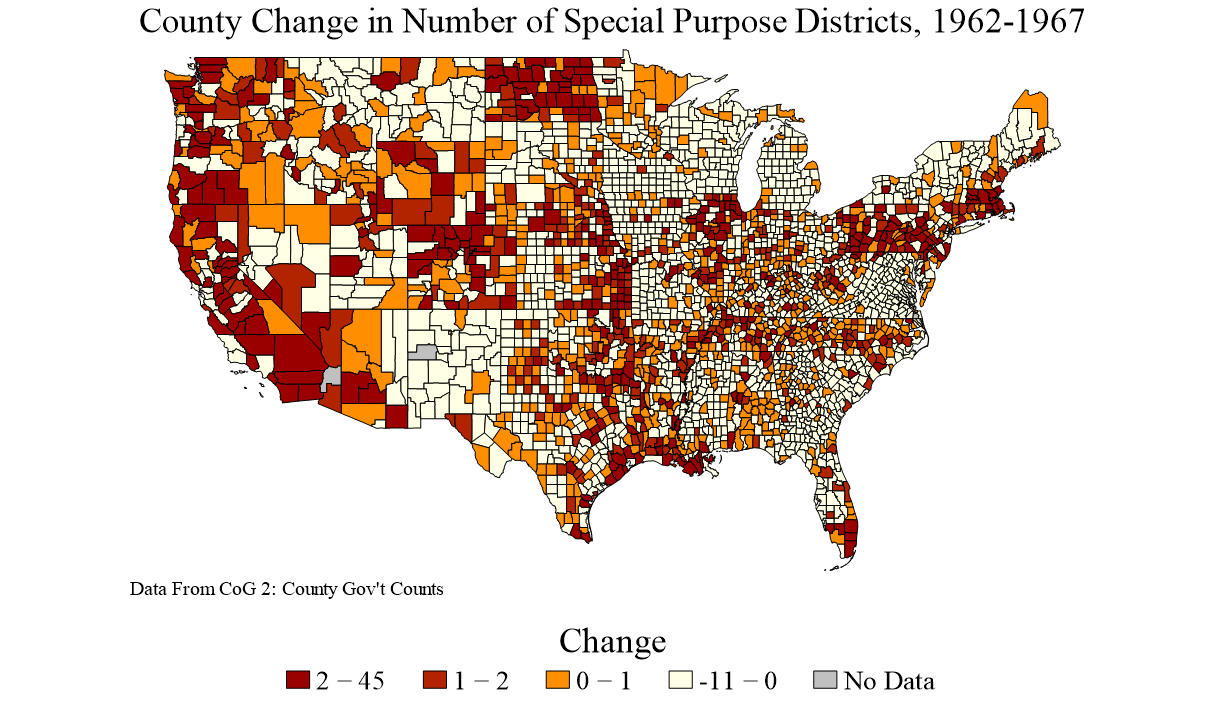 County Change in Number of Special Purpose Districts, 1962-1967
Data From CoG 2: County Gov't Counts
Change
2 − 45
1 − 2
0 − 1
-11 − 0
No Data